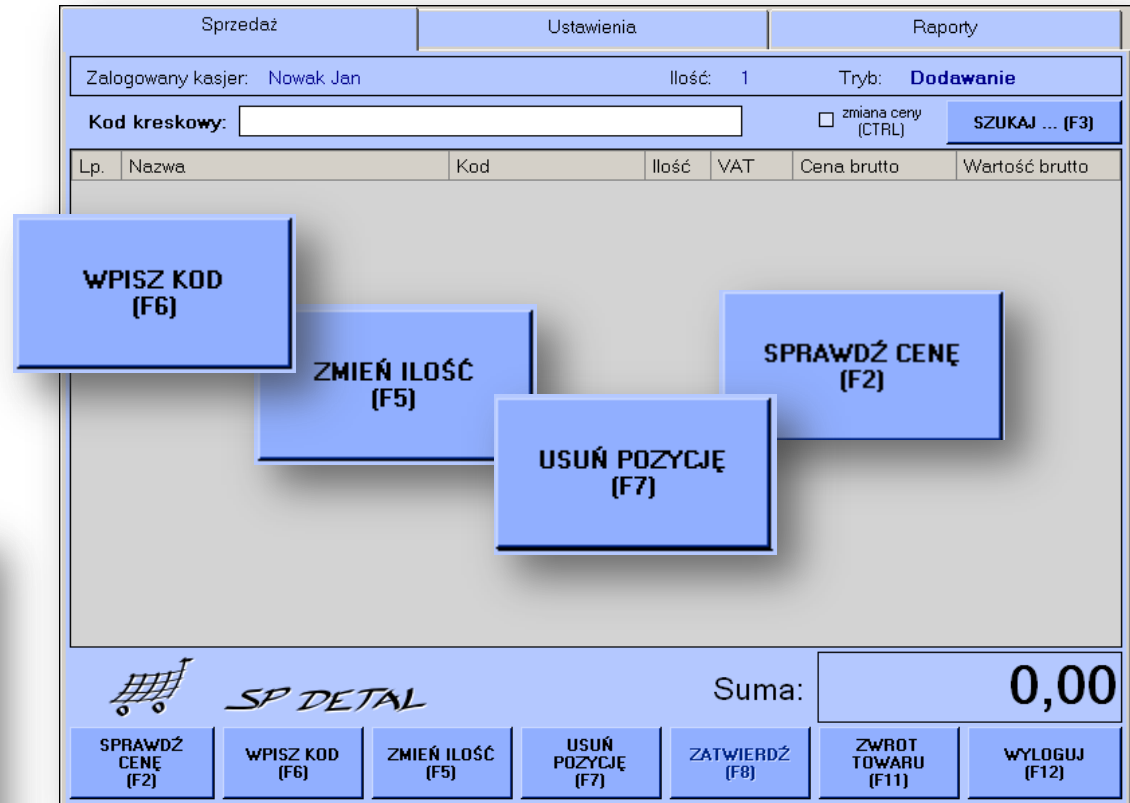 Sprzedaż Ustawienia Raporty
Zalogowany kasjer: Nowak Jan Ilość: 1 Tryb: Dodawanie
Kod kreskowy: zmiana ceny
(CTRL) SZUKAJ ... (F3)
Lp. Nazwa Kod Ilość VAT Cena brutto Wartość brutto
WPISZ KOD
(F6)
ZMIEŃ ILOŚĆ
(F5)
SPRAWDŹ CENĘ
(F2)
USUŃ POZYCJĘ
(F7)
SP DETAL Suma: 0,00
SPRAWDŹ
CENĘ
(F2)
WPISZ KOD
(F6)
ZMIEŃ ILOŚĆ
(F5)
USUŃ
POZYCJĘ
(F7)
ZATWIERDŹ
(F8)
ZWROT
TOWARU
(F11)
WYLOGUJ
(F12)